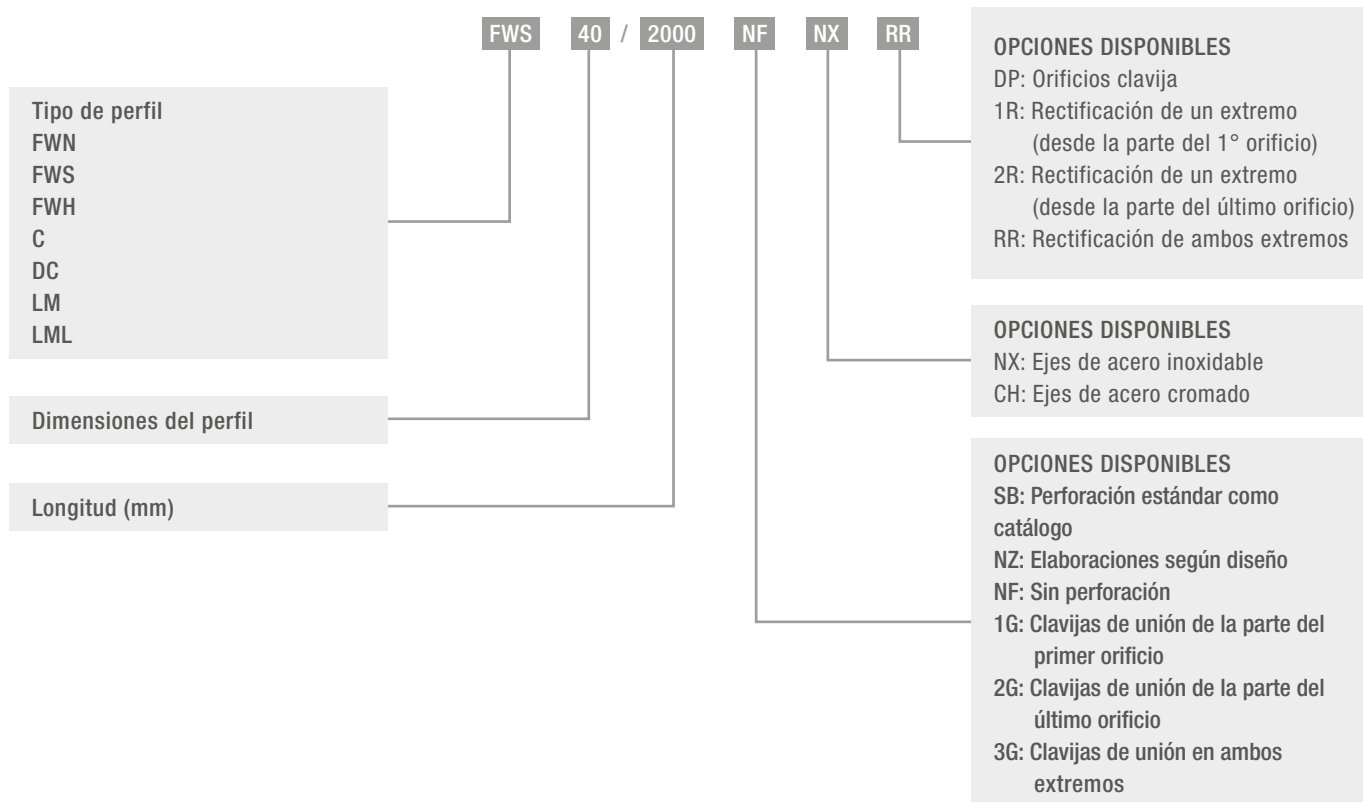 FWS 40 / 2000 NF NX RR
Tipo de perfil
FWN
FWS
FWH
C
DC
LM
LML
Dimensiones del perfil
Longitud (mm)
OPCIONES DISPONIBLES
DP: Orificios clavija
1R: Rectificación de un extremo
(desde la parte del 1° orificio)
2R: Rectificación de un extremo
(desde la parte del último orificio)
RR: Rectificación de ambos extremos
OPCIONES DISPONIBLES
NX: Ejes de acero inoxidable
CH: Ejes de acero cromado
OPCIONES DISPONIBLES
SB: Perforación estándar como
catálogo
NZ: Elaboraciones según diseño
NF: Sin perforación
1G: Clavijas de unión de la parte del
primer orificio
2G: Clavijas de unión de la parte del
último orificio
3G: Clavijas de unión en ambos
extremos